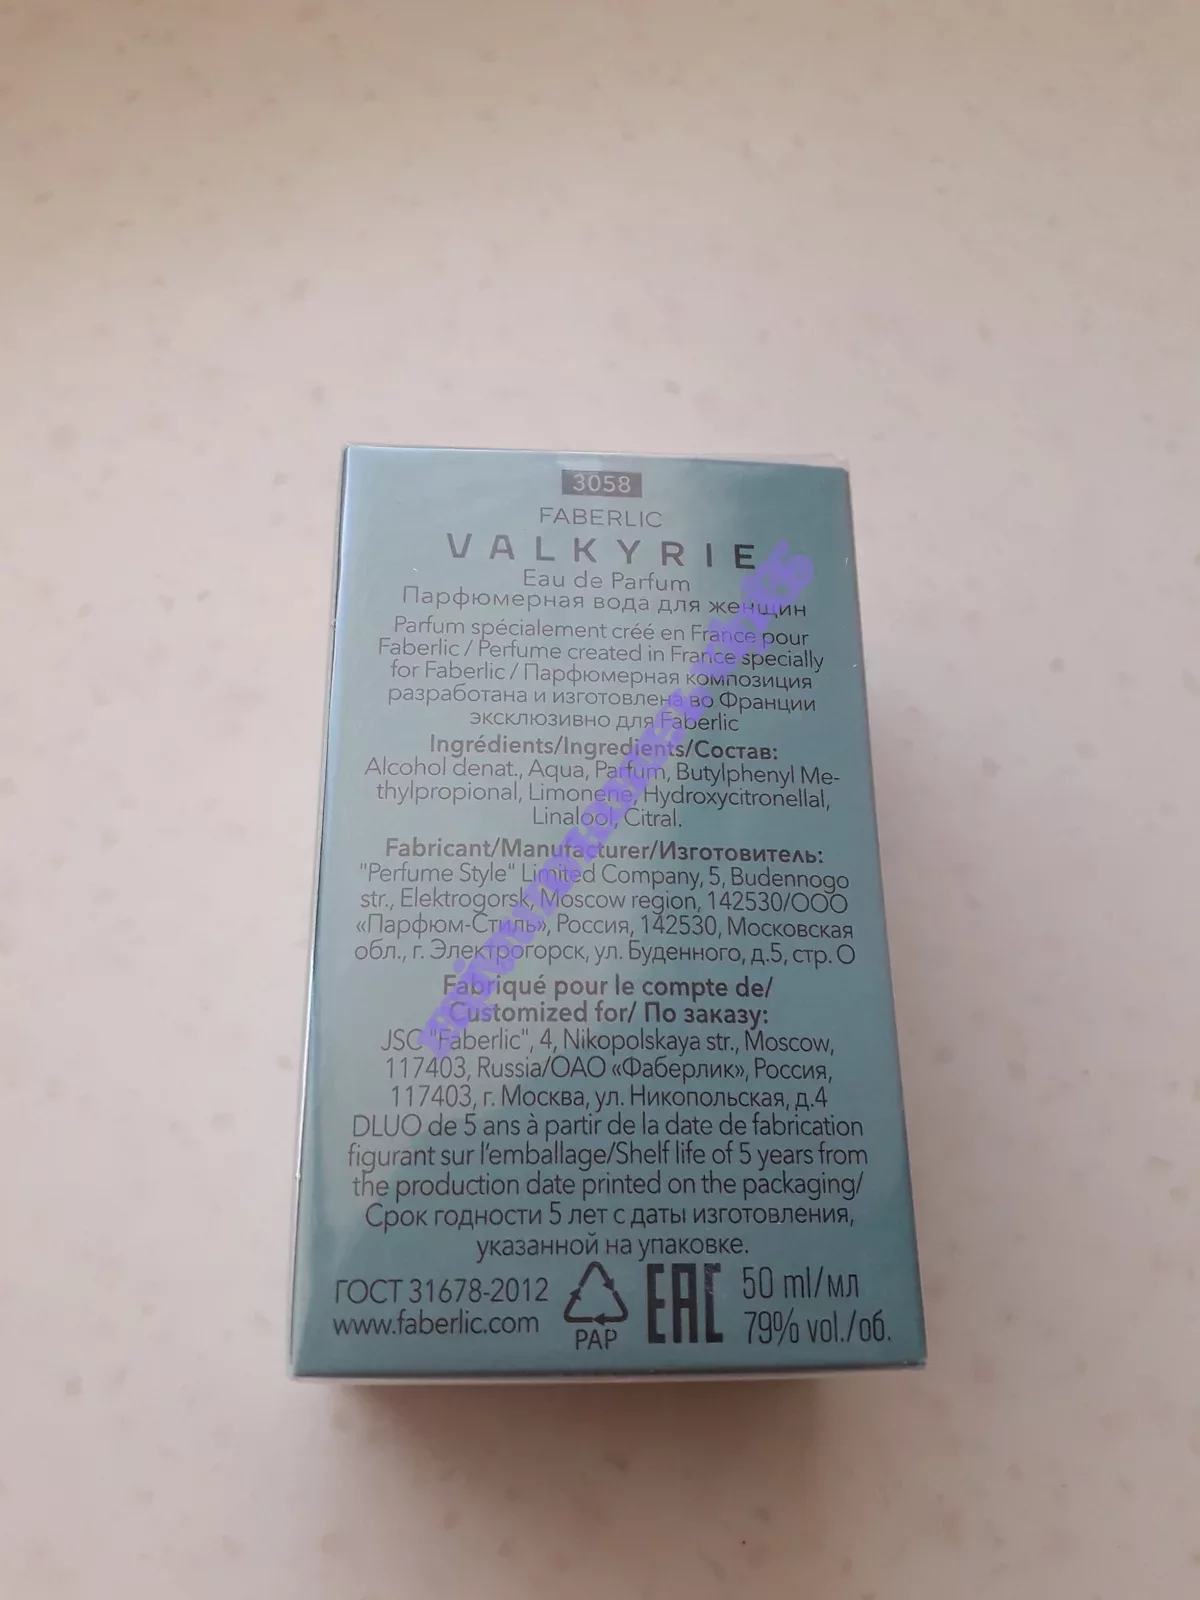 3058
FABERLIC
VALKYRIE
Eau de Parfum
Парфюмерная вода для женщин
Parfum spécialement créé en France pour
Faberlic / Perfume created in France specially
for Faberlic / Парфюмерная композиция
разработана и изготовлена во Франции
эксклюзивно для Faberlic
Ingrédients/Ingredients/Состав:
Alcohol denat., Aqua, Parfum, Butylphenyl Me-
thylpropional, Limonene, Hydroxycitronellal,
Linalool, Citral.
Fabricant/Manufacturer/Изготовитель:
"Perfume Style" Limited Company, 5, Budennogo
str., Elektrogorsk, Moscow region, 142530/ООО
«Парфюм-Стиль», Россия, 142530, Московская
обл., г. Электрогорск, ул. Буденного, д.5, стр. О
Fabriqué pour le compte de/
Customized for/ По заказу:
JSC "Faberlic", 4, Nikopolskaya str., Moscow,
117403, Russia/ОАО «Фаберлик», Россия,
117403, г. Москва, ул. Никопольская, д.4
DLUO de 5 ans à partir de la date de fabrication
figurant sur l'emballage/Shelf life of 5 years from
the production date printed on the packaging/
Срок годности 5 лет с даты изготовления,
указанной на упаковке.
ГОСТ 31678-2012
www.faberlic.com
PAP
EAC
50 ml/мл
79% vol./об.